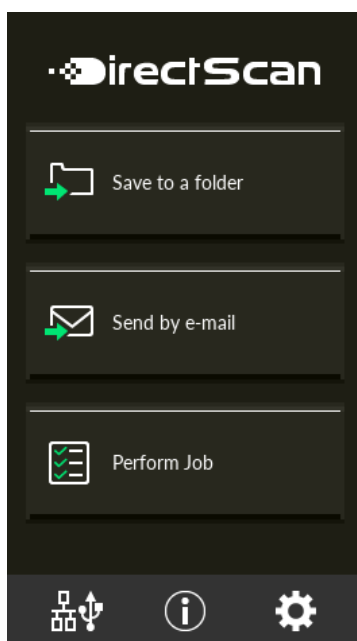 DirectScan
Save to a folder
Send by e-mail
Perform Job